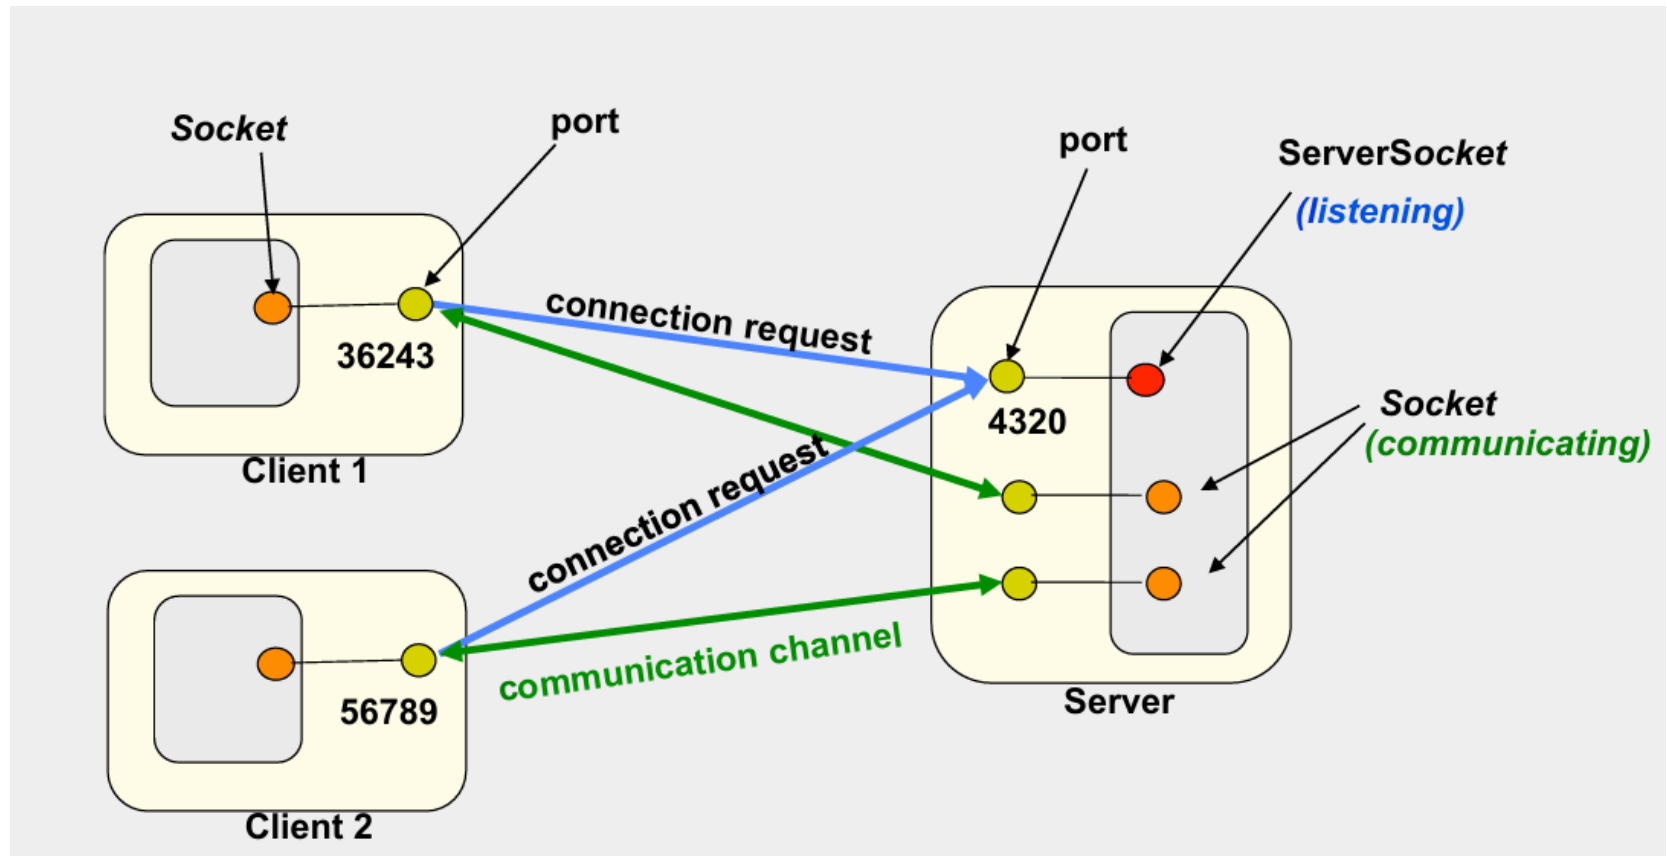 Socket
port
port
ServerSocket
(listening)
connection request
36243
4320
Socket
(communicating)
Client 1
connection request
communication channel
56789
Server
Client 2